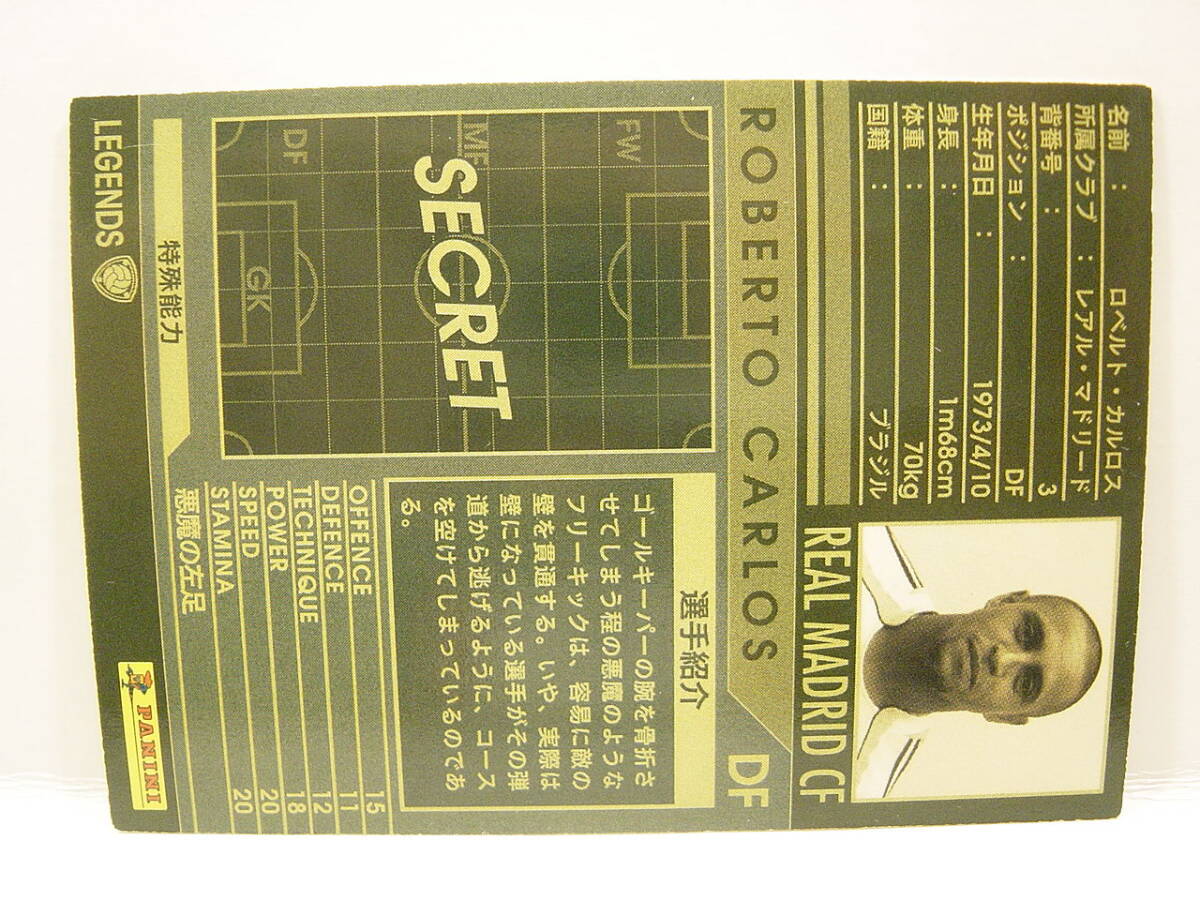 名前 : ロベルト・カルロス
所属クラブ : レアル・マドリード
背番号 : 3
ポジション : DF
生年月日 : 1973/4/10
身長 : 1m68cm
体重 : 70kg
国籍 : ブラジル
REAL MADRID CF
ROBERTO CARLOS
DF
FW
MF
SECRET
DF
GK
選手紹介
ゴールキーパーの腕を骨折さ
せてしまう程の悪魔のような
フリーキックは、容易に敵の
壁を貫通する。いや、実際は
壁になっている選手がその弾
道から逃げるように、コース
を空けてしまっているのであ
る。
OFFENCE 15
DEFENCE 11
TECHNIQUE 12
POWER 18
SPEED 20
STAMINA 20
特殊能力
悪魔の左足
LEGENDS
PANINI